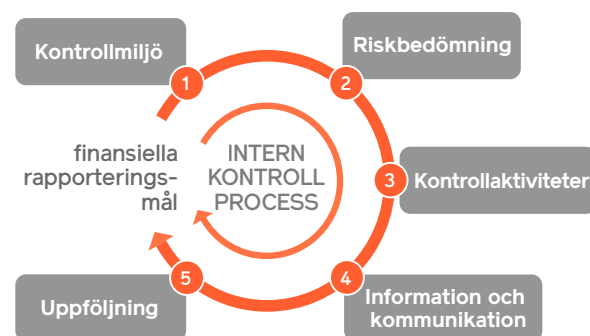 Kontrollmiljö
1
Riskbedömning
2
finansiella
rapporterings-
mål
INTERN
KONTROLL
PROCESS
3
Kontrollaktiviteter
5
Uppföljning
4
Information och
kommunikation